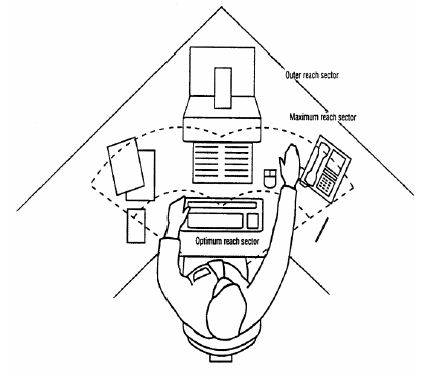 Outer reach sector
Maximum reach sector
Optimum reach sector